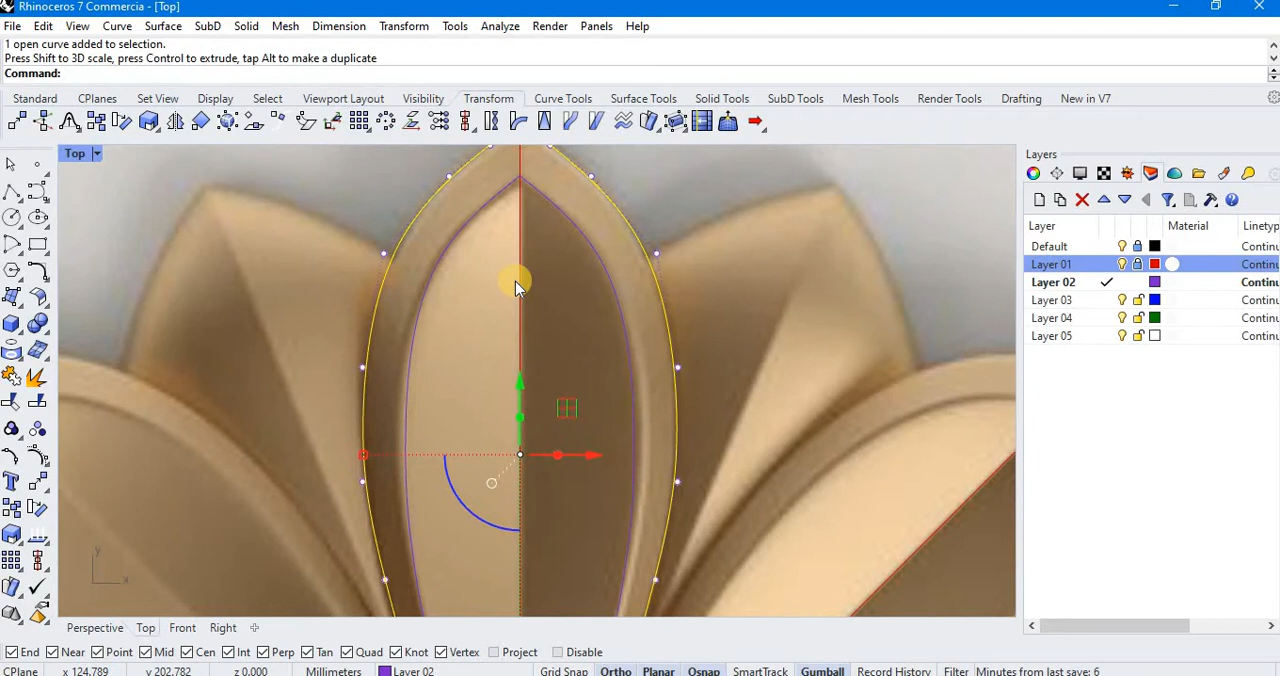 Rhinoceros 7 Commercia - [Top]
File Edit View Curve Surface SubD Solid Mesh Dimension Transform Tools Analyze Render Panels Help
1 open curve added to selection.
Press Shift to 3D scale, press Control to extrude, tap Alt to make a duplicate
Command:
Standard CPlanes Set View Display Select Viewport Layout Visibility Transform Curve Tools Surface Tools Solid Tools SubD Tools Mesh Tools Render Tools Drafting New in V7
Top
Layers
Layer Material Linetyp
Default Continu
Layer 01 Continu
Layer 02 Continu
Layer 03 Continu
Layer 04 Continu
Layer 05 Continu
y
x
Perspective Top Front Right
End Near Point Mid Cen Int Perp Tan Quad Knot Vertex Project Disable
CPlane x 124.789 y 202.782 z 0.000 Millimeters Layer 02 Grid Snap Ortho Planar Osnap SmartTrack Gumball Record History Filter Minutes from last save: 6